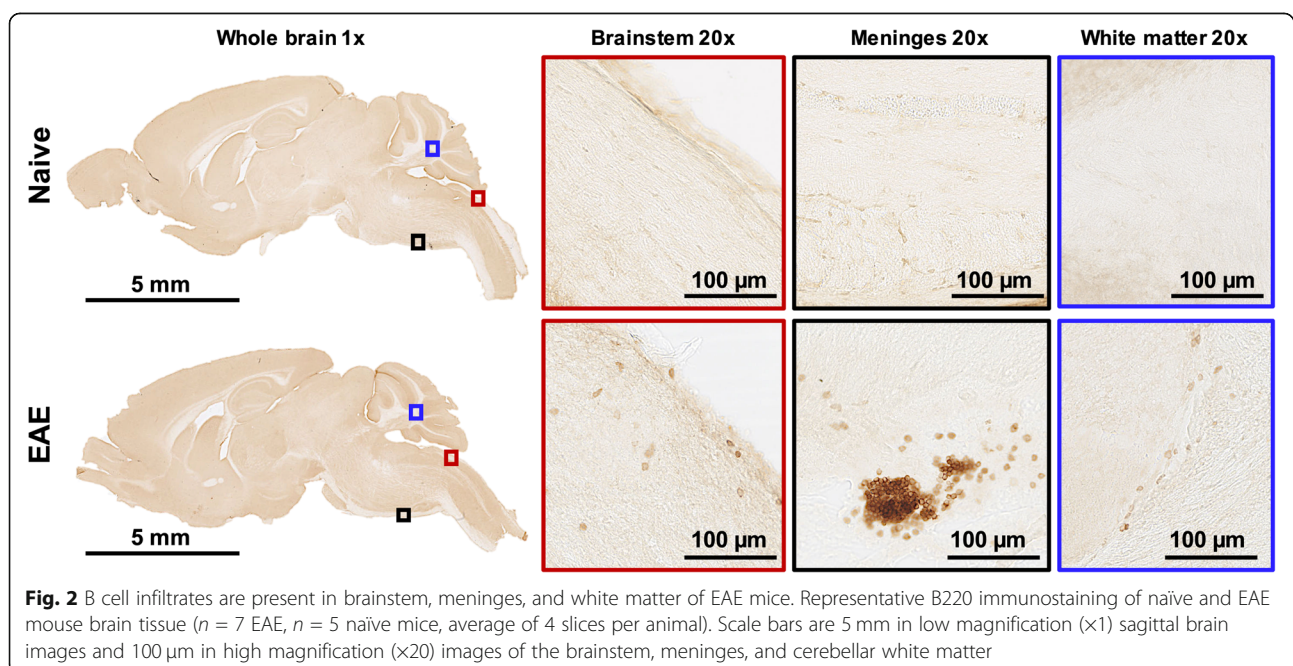 Whole brain 1x
Brainstem 20x
Meninges 20x
White matter 20x
Naive
5 mm
100 µm
100 µm
100 µm
EAE
5 mm
100 µm
100 µm
100 µm
Fig. 2 B cell infiltrates are present in brainstem, meninges, and white matter of EAE mice. Representative B220 immunostaining of naïve and EAE
mouse brain tissue (n = 7 EAE, n = 5 naïve mice, average of 4 slices per animal). Scale bars are 5 mm in low magnification (×1) sagittal brain
images and 100 µm in high magnification (×20) images of the brainstem, meninges, and cerebellar white matter